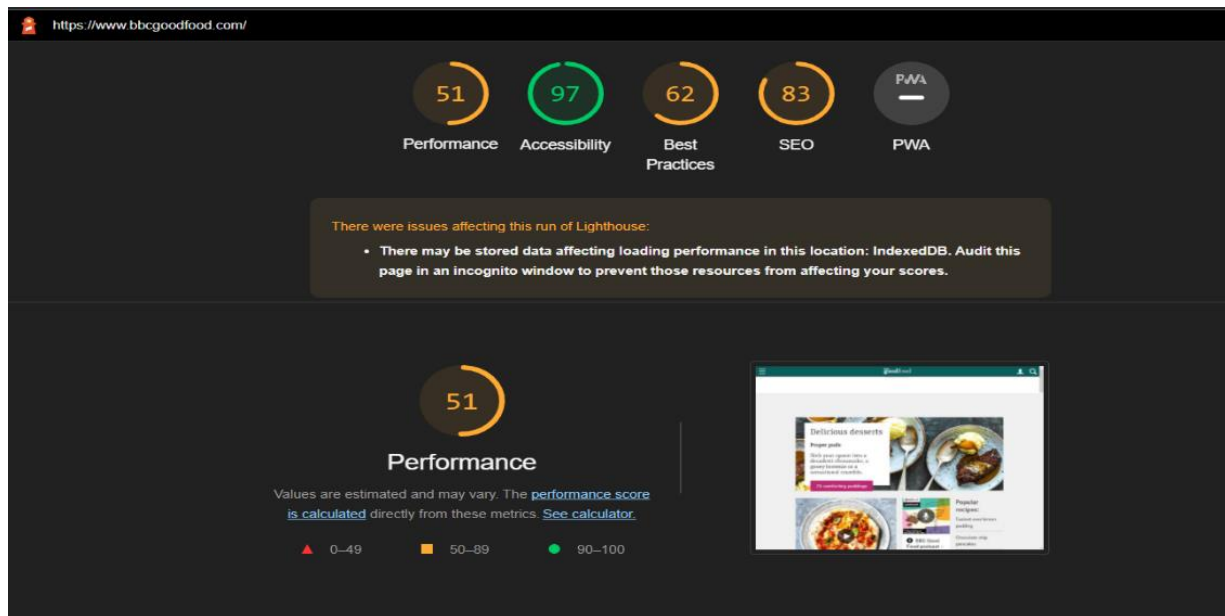 https://www.bbcgoodfood.com/
51
97
62
83
PWA
Performance
Accessibility
Best
Practices
SEO
PWA
There were issues affecting this run of Lighthouse:
• There may be stored data affecting loading performance in this location: IndexedDB. Audit this
page in an incognito window to prevent those resources from affecting your scores.
51
Performance
Values are estimated and may vary. The performance score
is calculated directly from these metrics. See calculator.
0–49
50–89
90–100
goodfood
Delicious desserts
Proper puds
Popular
recipes: